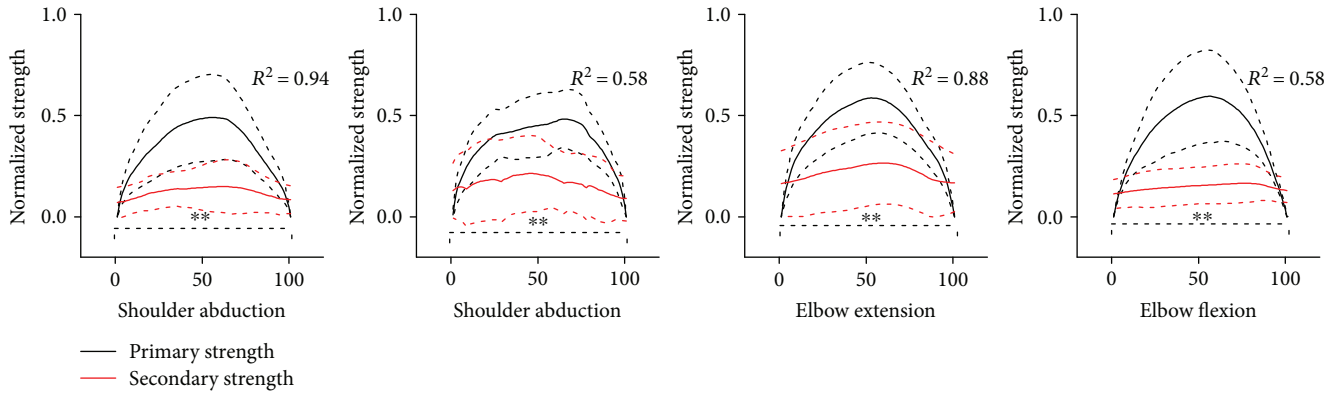 Normalized strength
1.0
0.5
0.0
R² = 0.94
**
0
50
100
Shoulder abduction
Normalized strength
1.0
0.5
0.0
R² = 0.58
**
0
50
100
Shoulder abduction
Normalized strength
1.0
0.5
0.0
R² = 0.88
**
0
50
100
Elbow extension
Normalized strength
1.0
0.5
0.0
R² = 0.58
**
0
50
100
Elbow flexion
Primary strength
Secondary strength